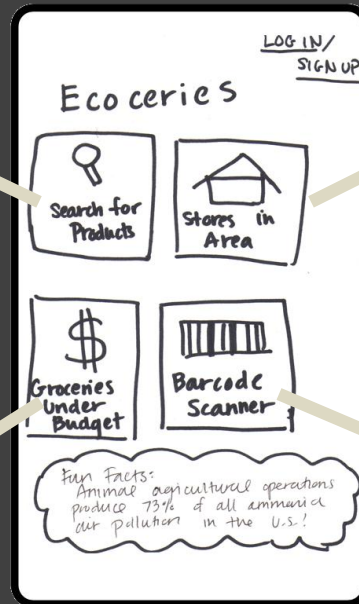 LOG IN/
SIGN UP
Ecoceries
Search for
Products
Stores in
Area
$
Groceries
Under
Budget
Barcode
Scanner
Fun Facts:
Animal agricultural operations
produce 73% of all ammonia
air pollution in the U.S.!